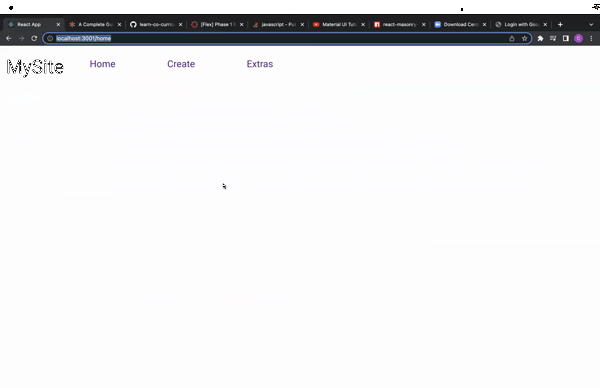 React App
A Complete Gu
learn-co-curric
[Flex] Phase 1 F
javascript - Pu
Material UI Tut
react-masonry
Download Cent
Login with Goo
localhost:3001/home
MySite Home Create Extras